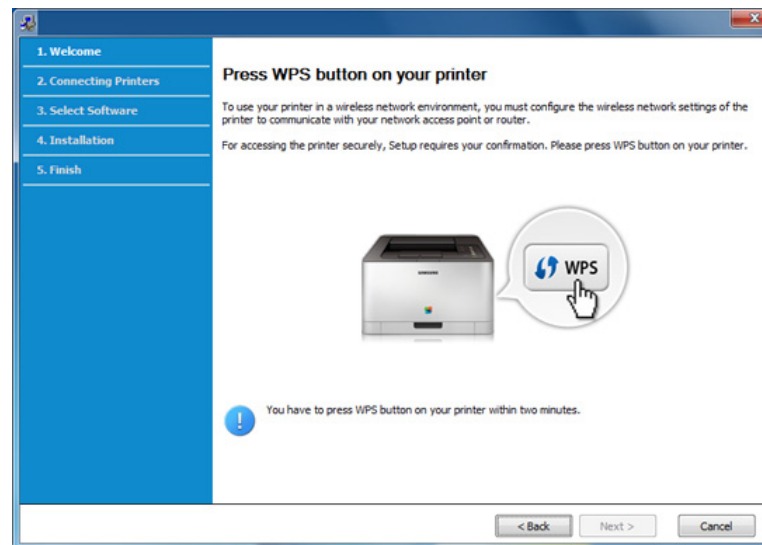 1. Welcome
2. Connecting Printers
3. Select Software
4. Installation
5. Finish
Press WPS button on your printer
To use your printer in a wireless network environment, you must configure the wireless network settings of the
printer to communicate with your network access point or router.
For accessing the printer securely, Setup requires your confirmation. Please press WPS button on your printer.
SAMSUNG
WPS
You have to press WPS button on your printer within two minutes.
< Back
Next >
Cancel